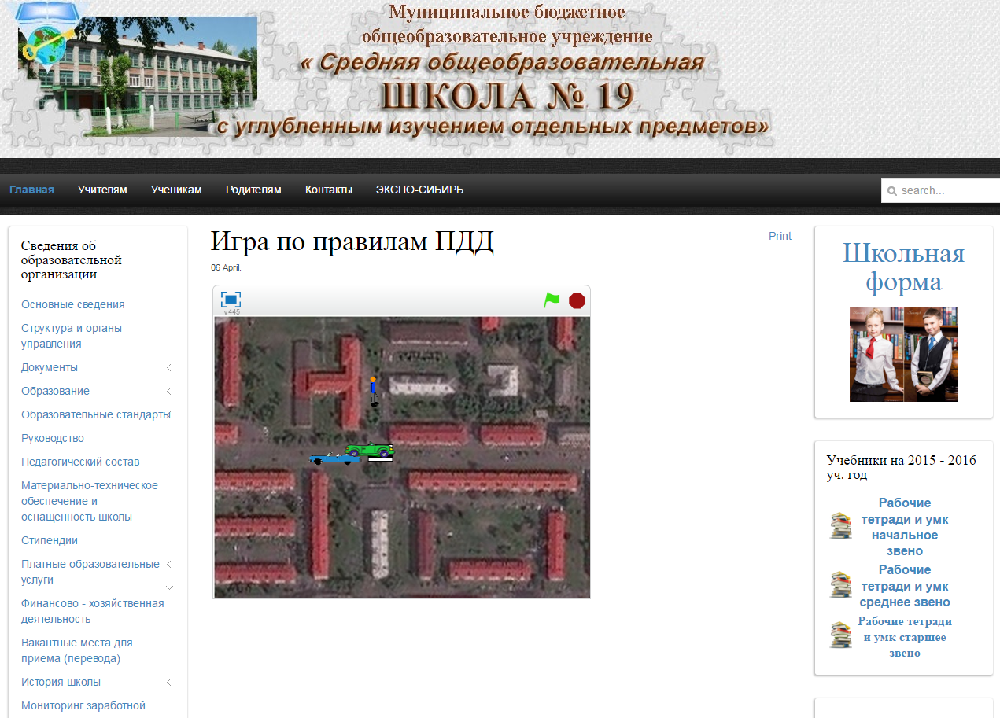 Муниципальное бюджетное
общеобразовательное учреждение
« Средняя общеобразовательная
ШКОЛА № 19
с углубленным изучением отдельных предметов»
Главная
Учителям
Ученикам
Родителям
Контакты
ЭКСПО-СИБИРЬ
search...
Сведения об
образовательной
организации
Основные сведения
Структура и органы
управления
Документы
Образование
Образовательные стандарты
Руководство
Педагогический состав
Материально-техническое
обеспечение и
оснащенность школы
Стипендии
Платные образовательные
услуги
Финансово - хозяйственная
деятельность
Вакантные места для
приема (перевода)
История школы
Мониторинг заработной
Игра по правилам ПДД
Print
06 April.
v445
Школьная
форма
Учебники на 2015 - 2016
уч. год
Рабочие
тетради и умк
начальное
звено
Рабочие
тетради и умк
среднее звено
Рабочие тетради
и умк старшее
звено